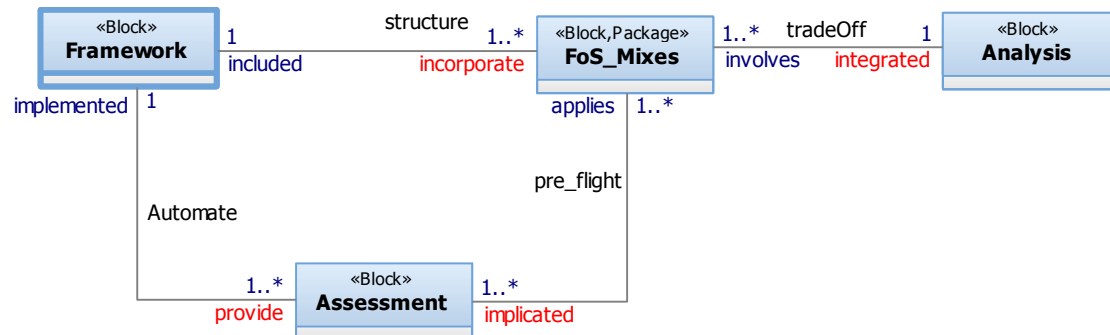 «Block»
Framework
1
included
structure
1..*
incorporate
«Block,Package»
FoS_Mixes
1..*
involves
tradeOff
1
integrated
«Block»
Analysis
implemented
1
applies
1..*
pre_flight
Automate
1..*
provide
«Block»
Assessment
1..*
implicated